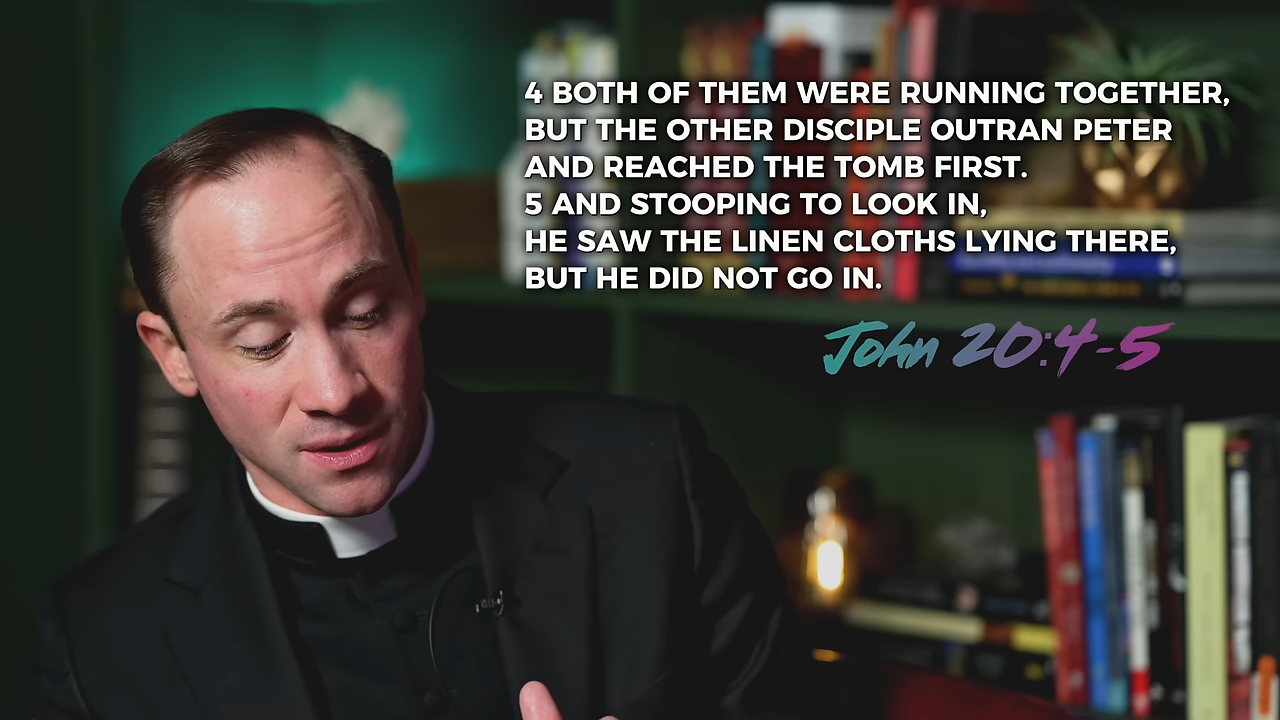 4 BOTH OF THEM WERE RUNNING TOGETHER,
BUT THE OTHER DISCIPLE OUTRAN PETER
AND REACHED THE TOMB FIRST.
5 AND STOOPING TO LOOK IN,
HE SAW THE LINEN CLOTHS LYING THERE,
BUT HE DID NOT GO IN.
John 20:4-5